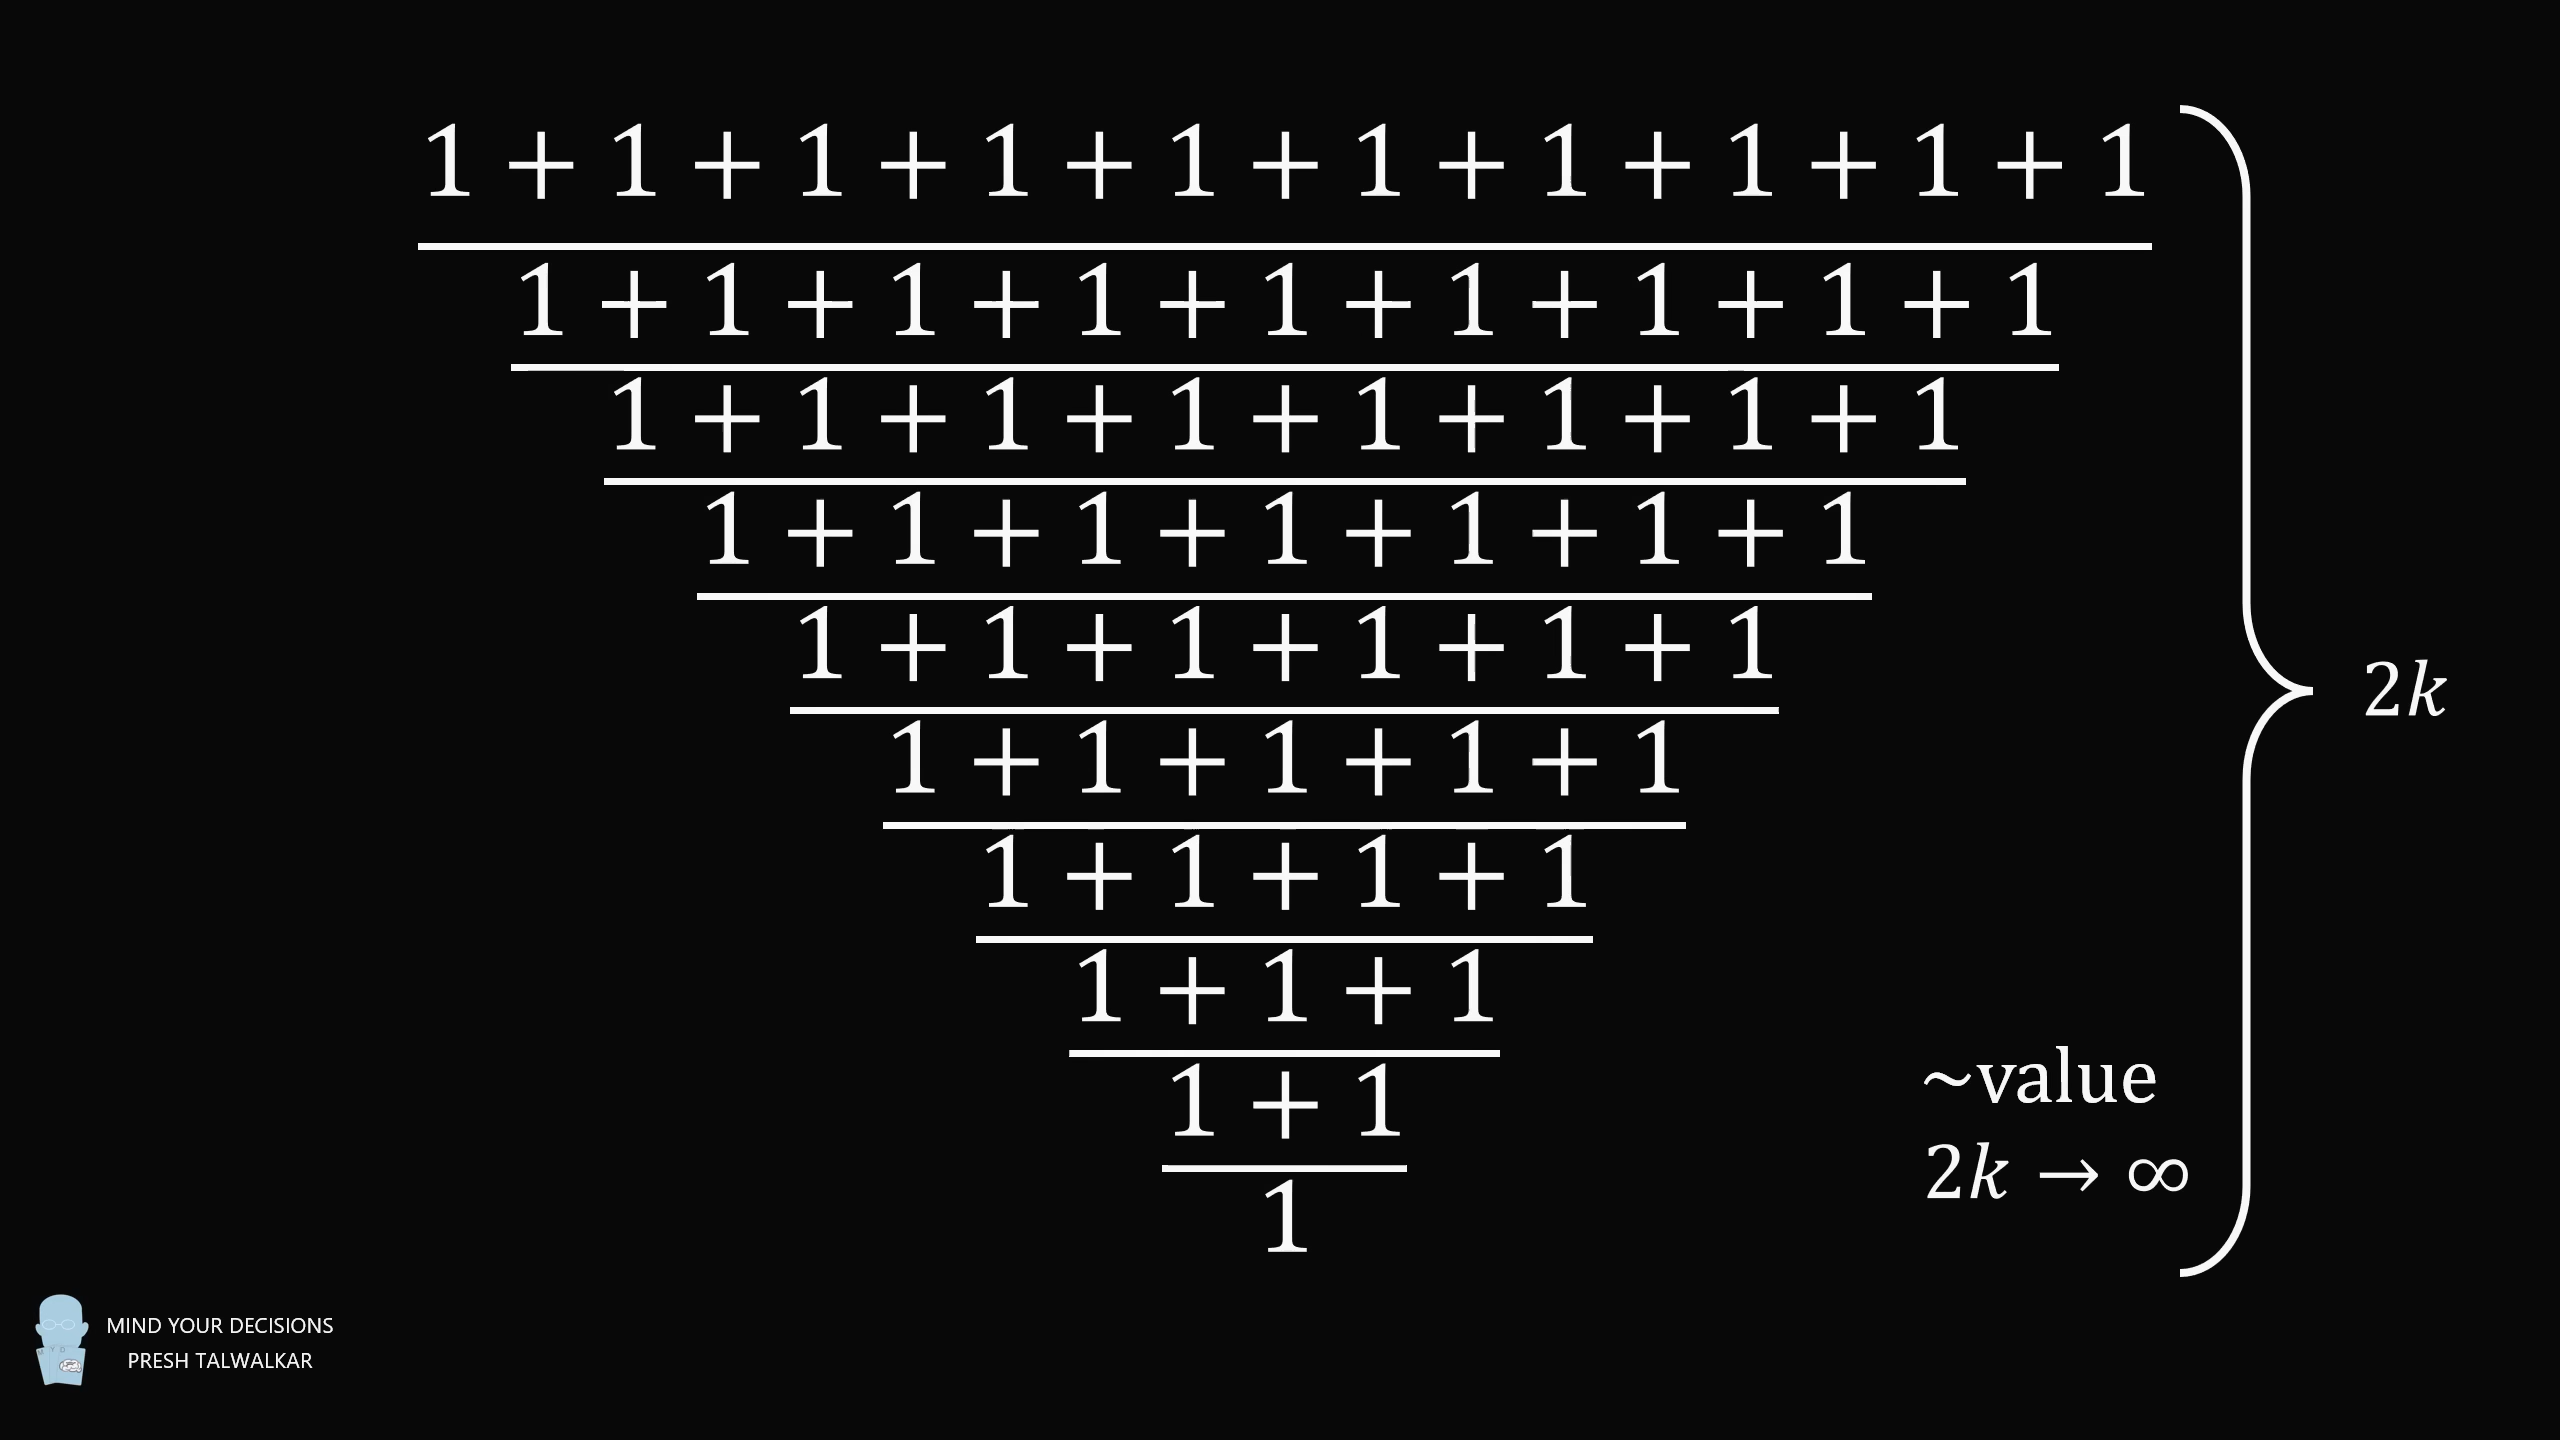 1 + 1 + 1 + 1 + 1 + 1 + 1 + 1 + 1 + 1
1 + 1 + 1 + 1 + 1 + 1 + 1 + 1 + 1
1 + 1 + 1 + 1 + 1 + 1 + 1 + 1
1 + 1 + 1 + 1 + 1 + 1 + 1
1 + 1 + 1 + 1 + 1 + 1
1 + 1 + 1 + 1 + 1
1 + 1 + 1 + 1
1 + 1 + 1
1 + 1
1
2k
~value
2k → ∞
MIND YOUR DECISIONS
PRESH TALWALKAR